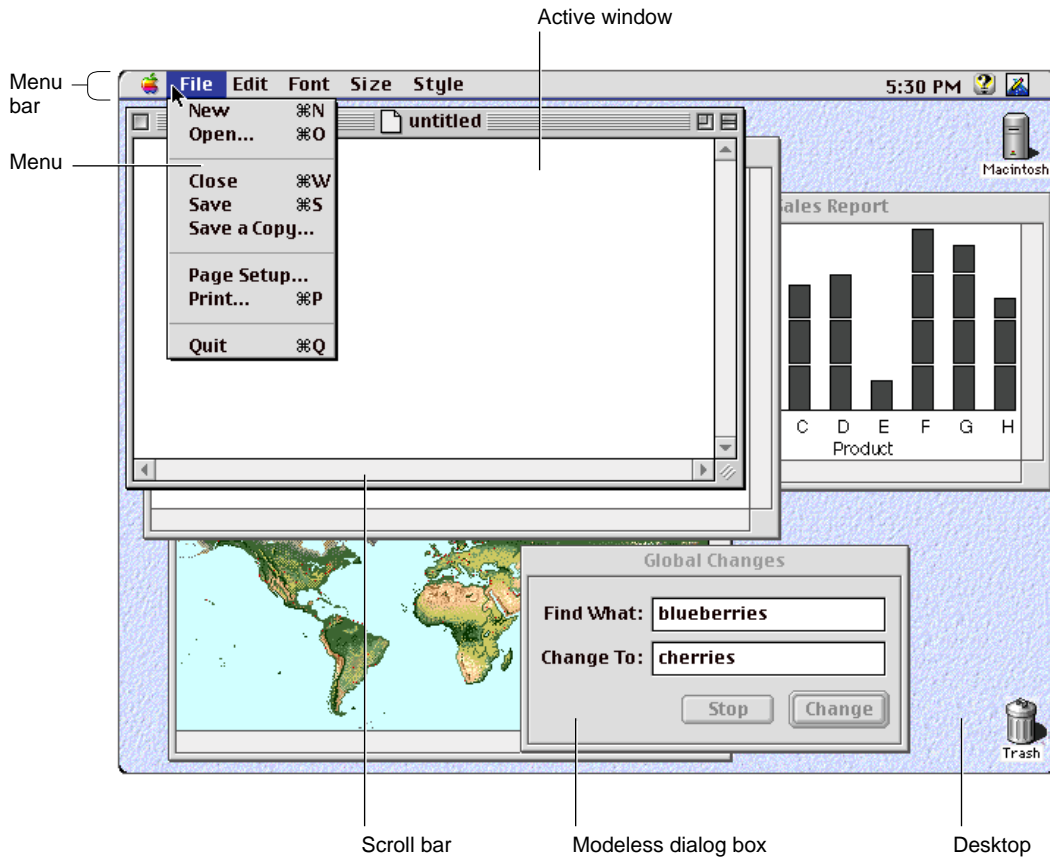 Active window
Menu bar
File Edit Font Size Style 5:30 PM
Menu
New ⌘N
Open... ⌘O
Close ⌘W
Save ⌘S
Save a Copy...
Page Setup...
Print... ⌘P
Quit ⌘Q
untitled
Macintosh
ales Report
C D E F G H
Product
Global Changes
Find What: blueberries
Change To: cherries
Stop Change
Trash
Scroll bar
Modeless dialog box
Desktop